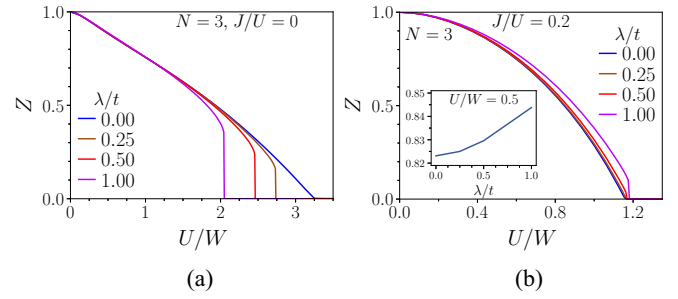 N = 3, J/U = 0
Z
1.0
0.5
0.0
λ/t
0.00
0.25
0.50
1.00
0
1
2
3
U/W
(a)
J/U = 0.2
N = 3
Z
1.0
0.5
0.0
λ/t
0.00
0.25
0.50
1.00
U/W = 0.5
0.85
0.84
0.83
0.82
0.0
0.5
1.0
λ/t
0.0
0.4
0.8
1.2
U/W
(b)